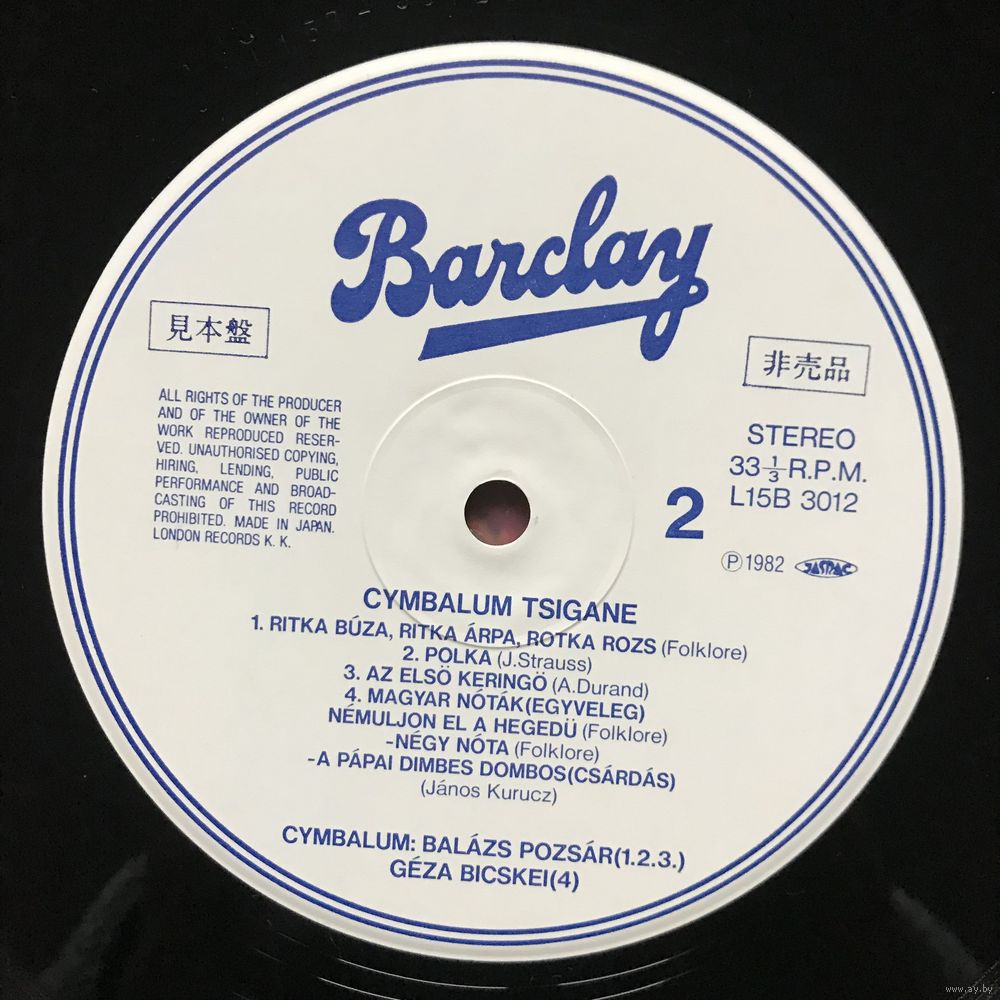 Barclay
見本盤
非売品
ALL RIGHTS OF THE PRODUCER
AND OF THE OWNER OF THE
WORK REPRODUCED RESER-
VED. UNAUTHORISED COPYING,
HIRING, LENDING, PUBLIC
PERFORMANCE AND BROAD-
CASTING OF THIS RECORD
PROHIBITED. MADE IN JAPAN.
LONDON RECORDS K. K.
STEREO
33 1/3 R.P.M.
L15B 3012
2
Ⓟ1982 JASRAC
CYMBALUM TSIGANE
1. RITKA BÚZA, RITKA ÁRPA, ROTKA ROZS (Folklore)
2. POLKA (J.Strauss)
3. AZ ELSÖ KERINGÖ (A.Durand)
4. MAGYAR NÓTÁK(EGYVELEG)
NÉMULJON EL A HEGEDÜ (Folklore)
-NÉGY NÓTA (Folklore)
-A PÁPAI DIMBES DOMBOS(CSÁRDÁS)
(János Kurucz)
CYMBALUM: BALÁZS POZSÁR(1.2.3.)
GÉZA BICSKEI(4)
www.ay.by